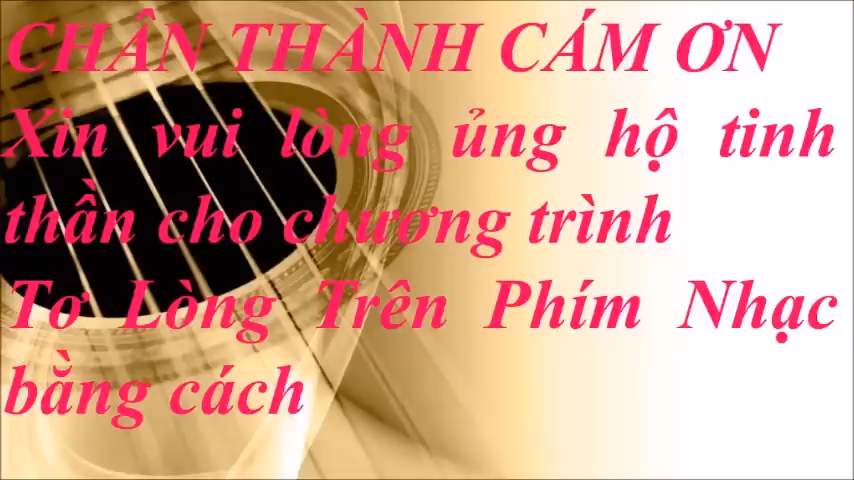 CHÂN THÀNH CÁM ƠN
Xin vui lòng ủng hộ tinh
thần cho chương trình
Tơ Lòng Trên Phím Nhạc
bằng cách